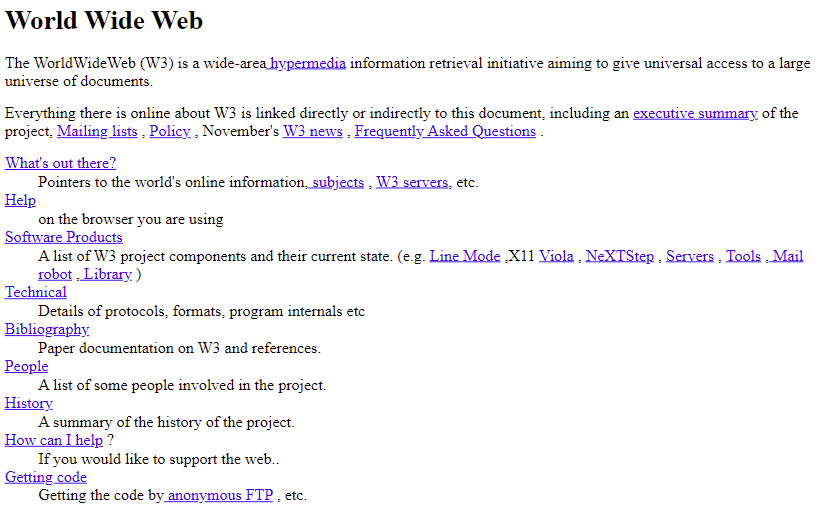 World Wide Web
The WorldWideWeb (W3) is a wide-area hypermedia information retrieval initiative aiming to give universal access to a large
universe of documents.
Everything there is online about W3 is linked directly or indirectly to this document, including an executive summary of the
project, Mailing lists , Policy , November's W3 news , Frequently Asked Questions .
What's out there?
Pointers to the world's online information, subjects , W3 servers, etc.
Help
on the browser you are using
Software Products
A list of W3 project components and their current state. (e.g. Line Mode ,X11 Viola , NeXTStep , Servers , Tools , Mail
robot , Library )
Technical
Details of protocols, formats, program internals etc
Bibliography
Paper documentation on W3 and references.
People
A list of some people involved in the project.
History
A summary of the history of the project.
How can I help ?
If you would like to support the web..
Getting code
Getting the code by anonymous FTP , etc.